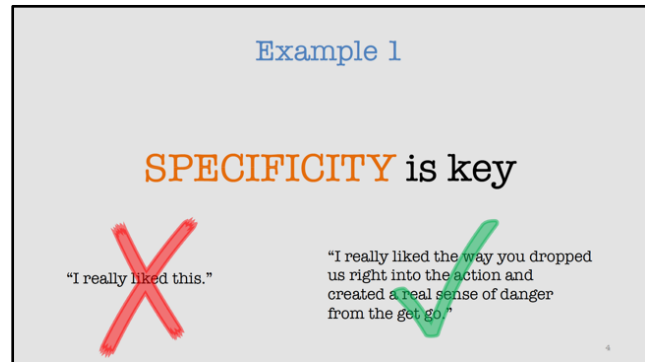 Example 1
SPECIFICITY is key
“I really liked this.”
“I really liked the way you dropped
us right into the action and
created a real sense of danger
from the get go.”
4